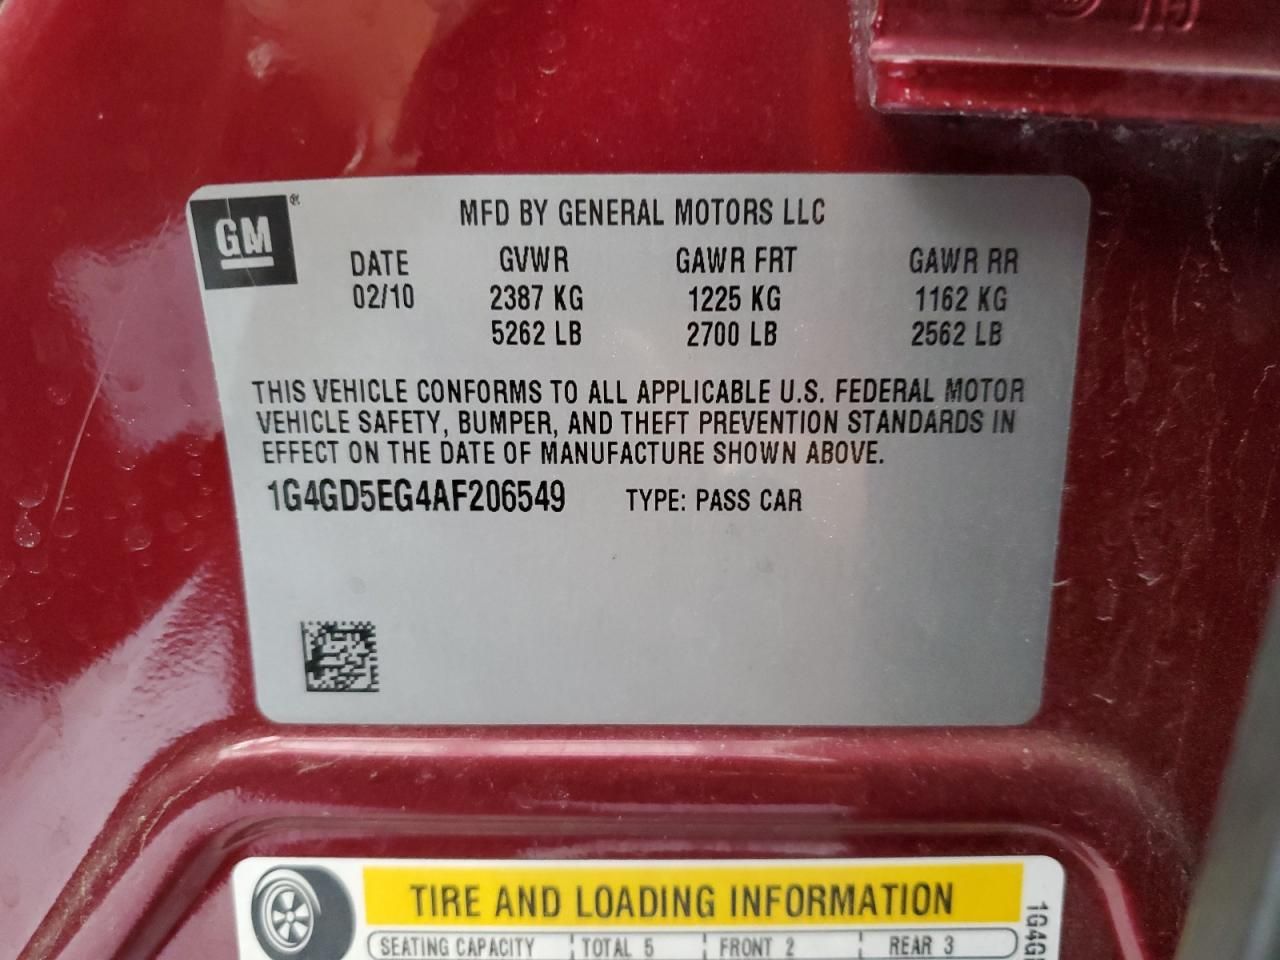 GM®
MFD BY GENERAL MOTORS LLC
DATE GVWR GAWR FRT GAWR RR
02/10 2387 KG 1225 KG 1162 KG
5262 LB 2700 LB 2562 LB
THIS VEHICLE CONFORMS TO ALL APPLICABLE U.S. FEDERAL MOTOR
VEHICLE SAFETY, BUMPER, AND THEFT PREVENTION STANDARDS IN
EFFECT ON THE DATE OF MANUFACTURE SHOWN ABOVE.
1G4GD5EG4AF206549 TYPE: PASS CAR
TIRE AND LOADING INFORMATION
SEATING CAPACITY TOTAL 5 FRONT 2 REAR 3